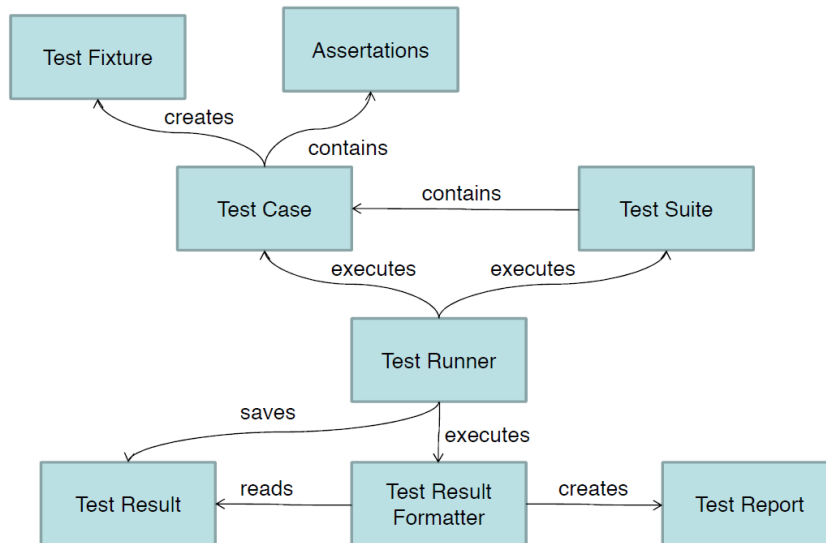 Test Fixture
Assertations
creates
contains
Test Case
contains
Test Suite
executes
executes
Test Runner
saves
executes
Test Result
reads
Test Result
Formatter
creates
Test Report